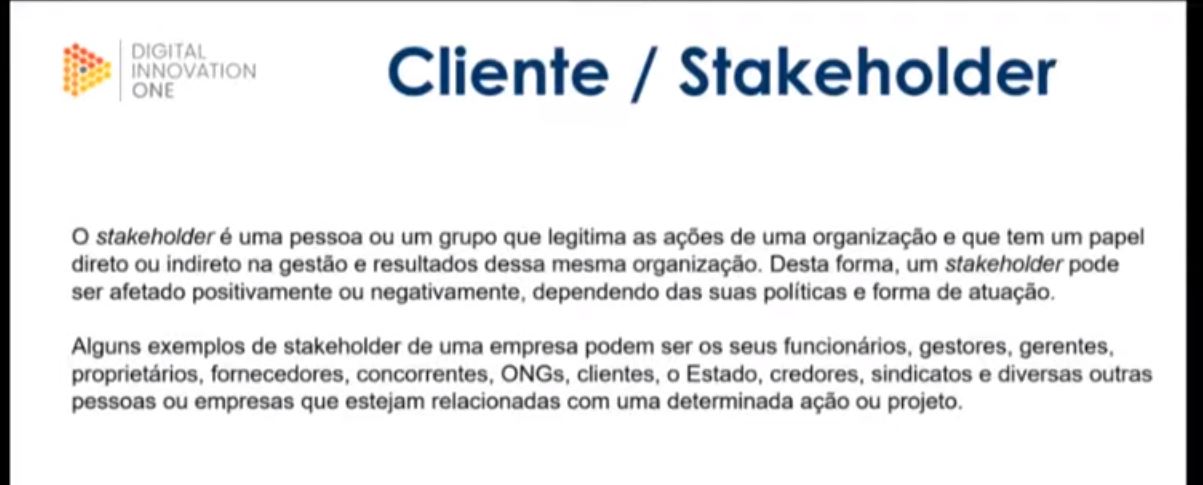 DIGITAL
INNOVATION
ONE
Cliente / Stakeholder
O stakeholder é uma pessoa ou um grupo que legitima as ações de uma organização e que tem um papel
direto ou indireto na gestão e resultados dessa mesma organização. Desta forma, um stakeholder pode
ser afetado positivamente ou negativamente, dependendo das suas políticas e forma de atuação.
Alguns exemplos de stakeholder de uma empresa podem ser os seus funcionários, gestores, gerentes,
proprietários, fornecedores, concorrentes, ONGs, clientes, o Estado, credores, sindicatos e diversas outras
pessoas ou empresas que estejam relacionadas com uma determinada ação ou projeto.